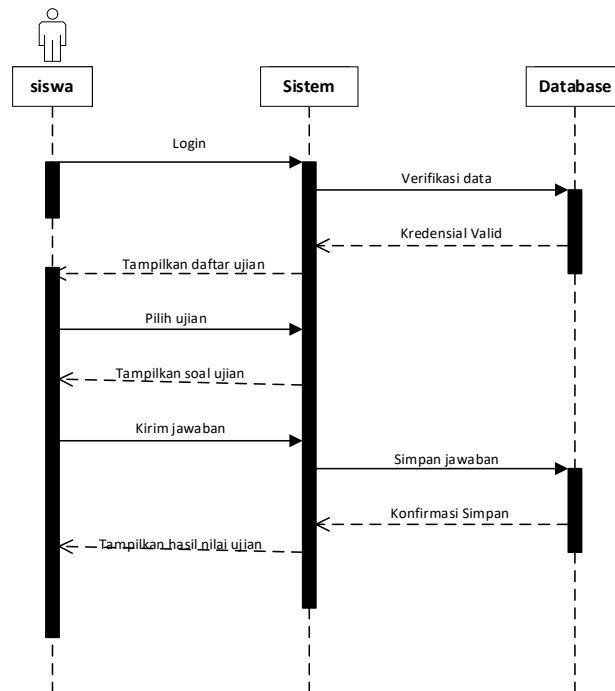 siswa
Sistem
Database
Login
Verifikasi data
Kredensial Valid
Tampilkan daftar ujian
Pilih ujian
Tampilkan soal ujian
Kirim jawaban
Simpan jawaban
Konfirmasi Simpan
Tampilkan hasil nilai ujian